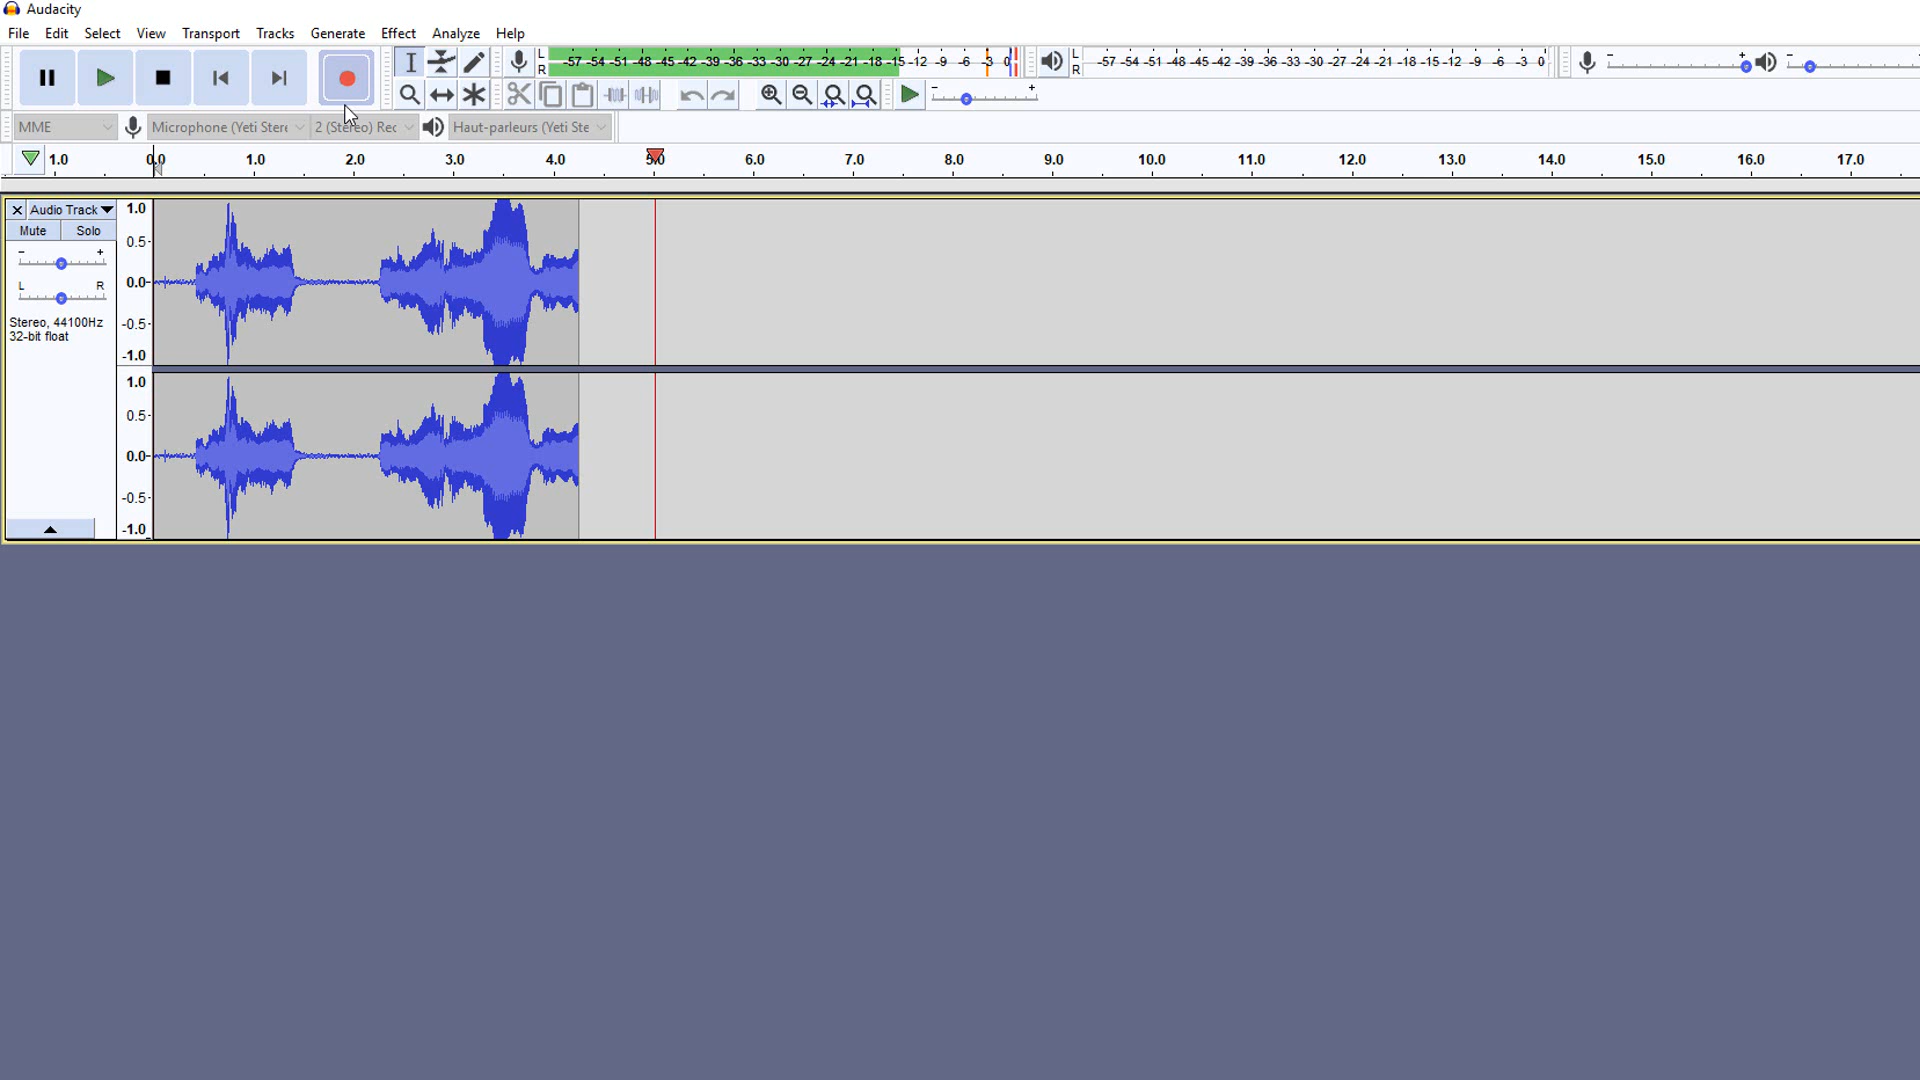 Audacity
File Edit Select View Transport Tracks Generate Effect Analyze Help
L
R
-57 -54 -51 -48 -45 -42 -39 -36 -33 -30 -27 -24 -21 -18 -15 -12 -9 -6 -3 0
L
R
-57 -54 -51 -48 -45 -42 -39 -36 -33 -30 -27 -24 -21 -18 -15 -12 -9 -6 -3 0
MME Microphone (Yeti Stere 2 (Stereo) Rec Haut-parleurs (Yeti Ste
1.0 0.0 1.0 2.0 3.0 4.0 5.0 6.0 7.0 8.0 9.0 10.0 11.0 12.0 13.0 14.0 15.0 16.0 17.0
Audio Track
Mute Solo
L R
Stereo, 44100Hz
32-bit float
1.0
0.5
0.0
-0.5
-1.0
1.0
0.5
0.0
-0.5
-1.0